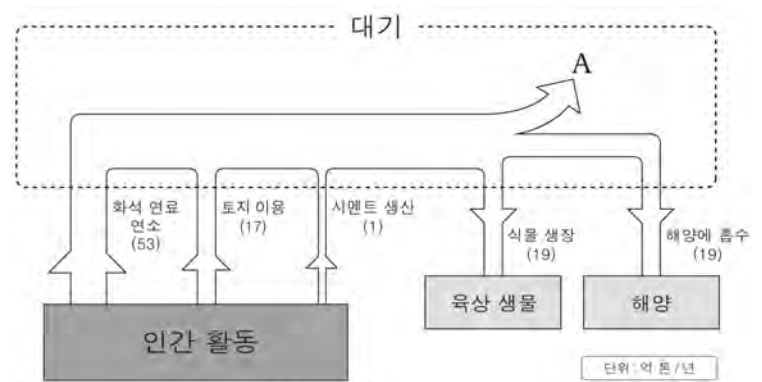 대기
A
화석 연료
연소
(53)
토지 이용
(17)
시멘트 생산
(1)
식물 생장
(19)
해양에 흡수
(19)
육상 생물
해양
인간 활동
단위 : 억 톤/년